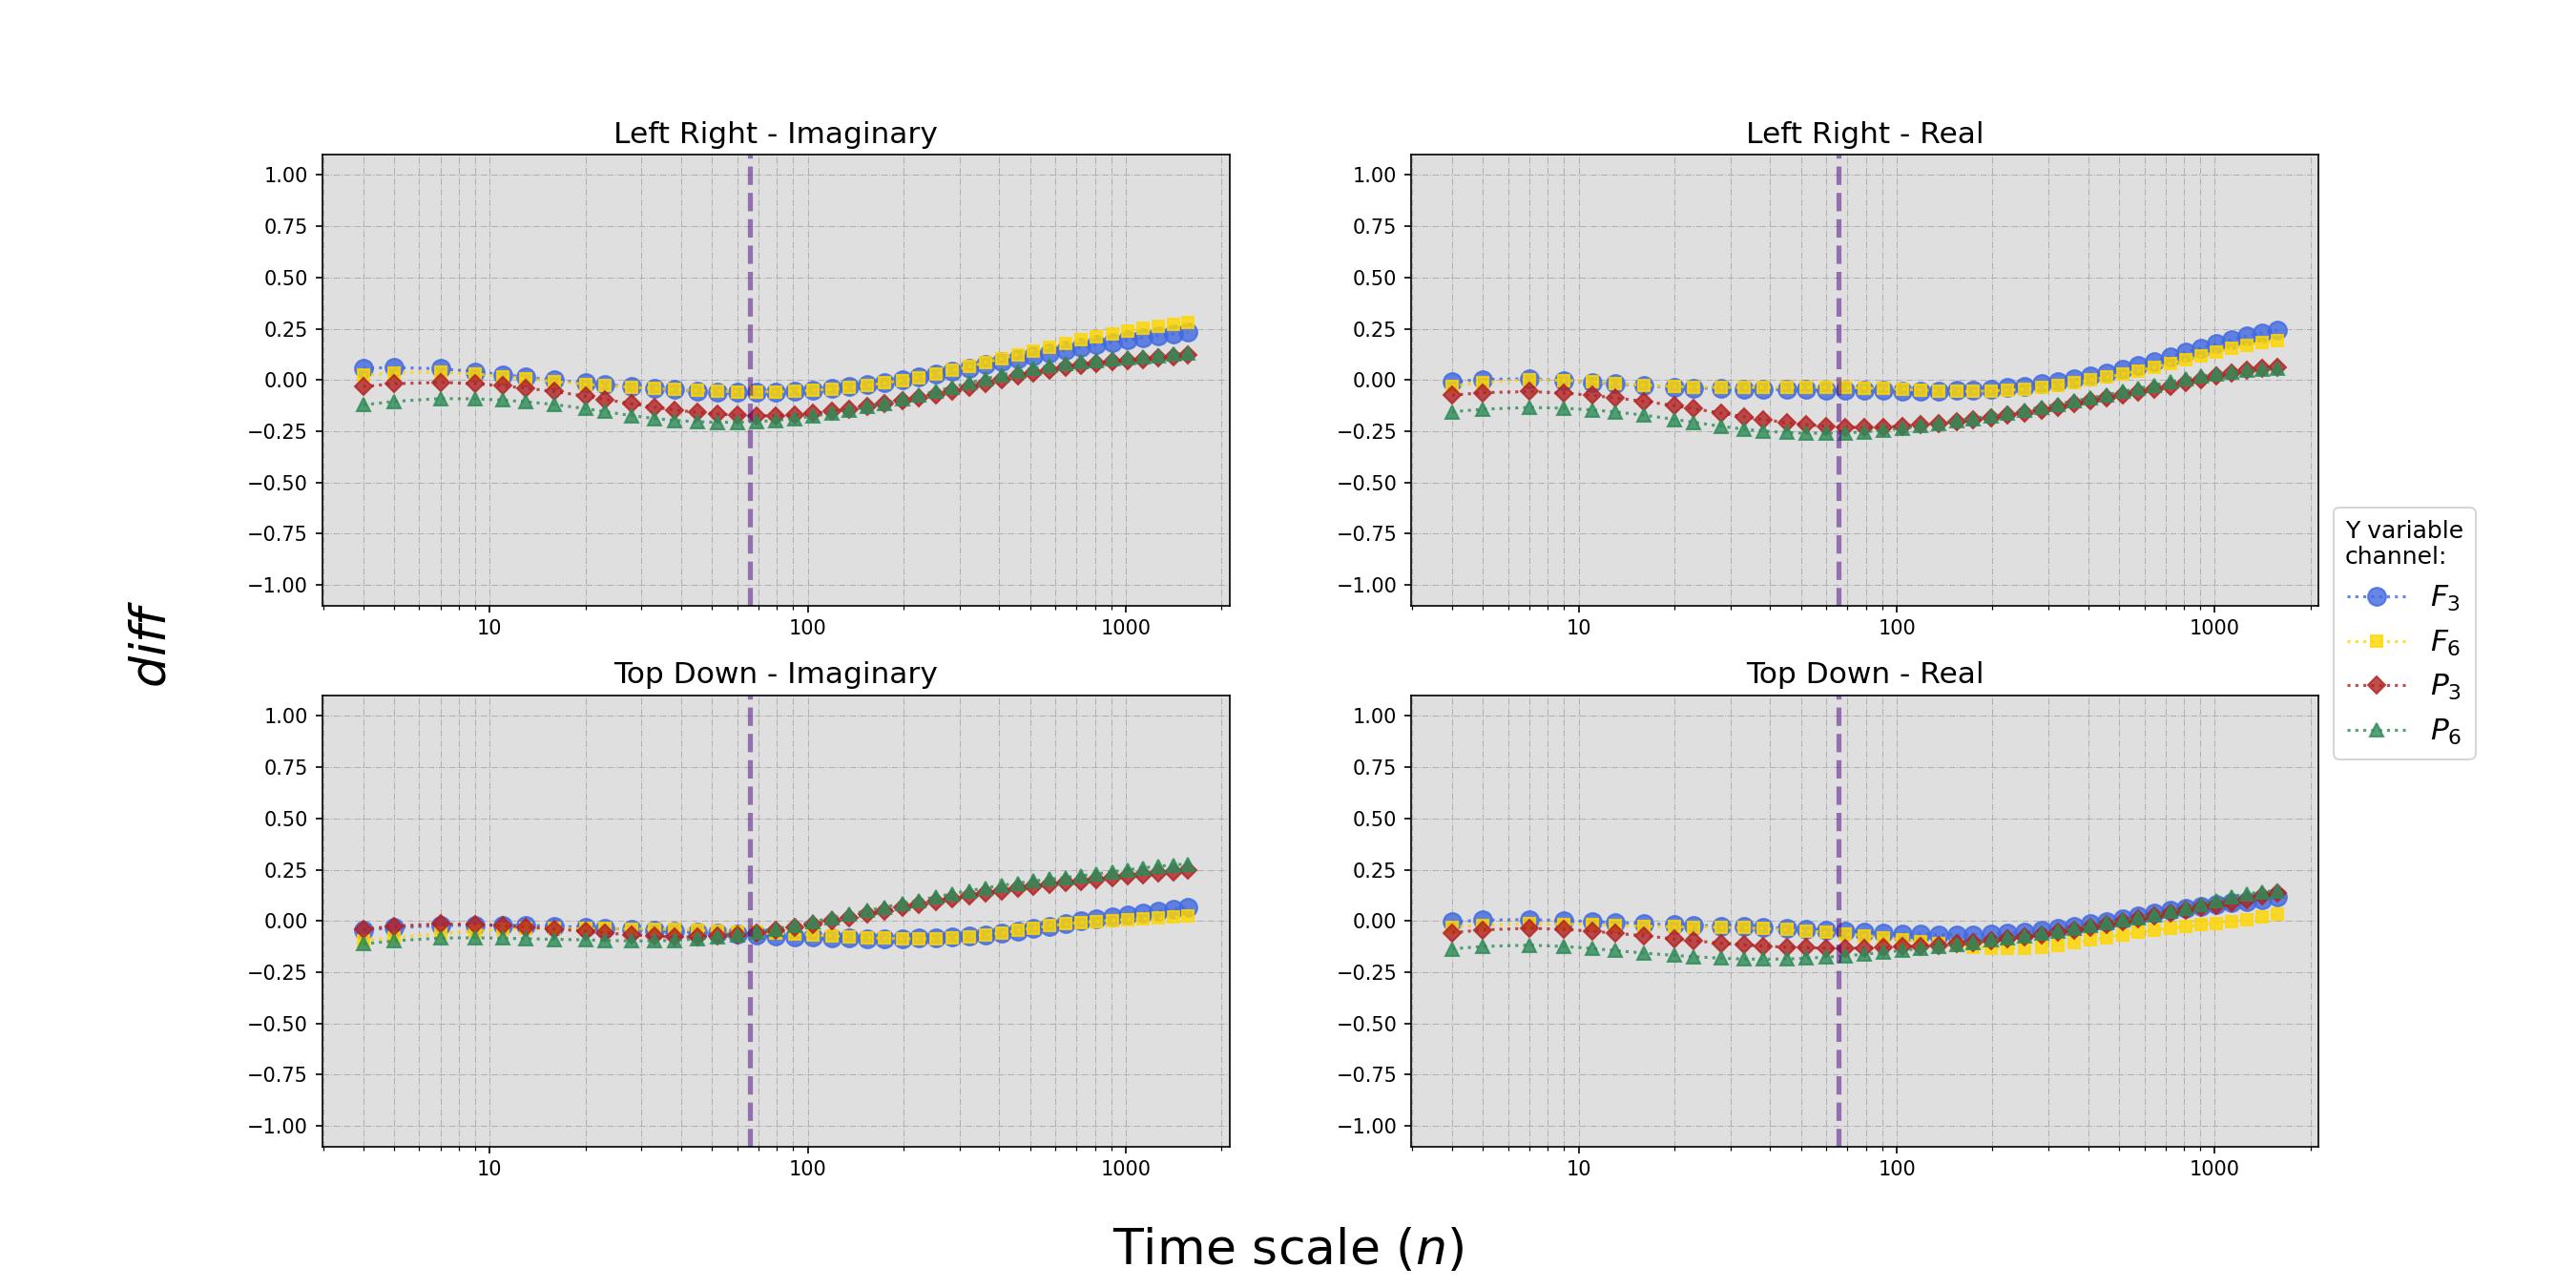 Left Right - Imaginary
1.00
0.75
0.50
0.25
0.00
−0.25
−0.50
−0.75
−1.00
10 100 1000
Left Right - Real
1.00
0.75
0.50
0.25
0.00
−0.25
−0.50
−0.75
−1.00
10 100 1000
diff
Top Down - Imaginary
1.00
0.75
0.50
0.25
0.00
−0.25
−0.50
−0.75
−1.00
10 100 1000
Top Down - Real
1.00
0.75
0.50
0.25
0.00
−0.25
−0.50
−0.75
−1.00
10 100 1000
Y variable
channel:
F3
F6
P3
P6
Time scale (n)